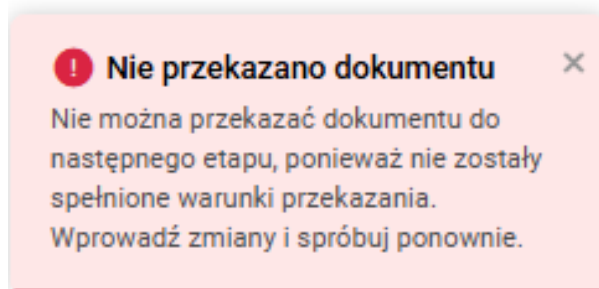 Nie przekazano dokumentu
Nie można przekazać dokumentu do
następnego etapu, ponieważ nie zostały
spełnione warunki przekazania.
Wprowadź zmiany i spróbuj ponownie.